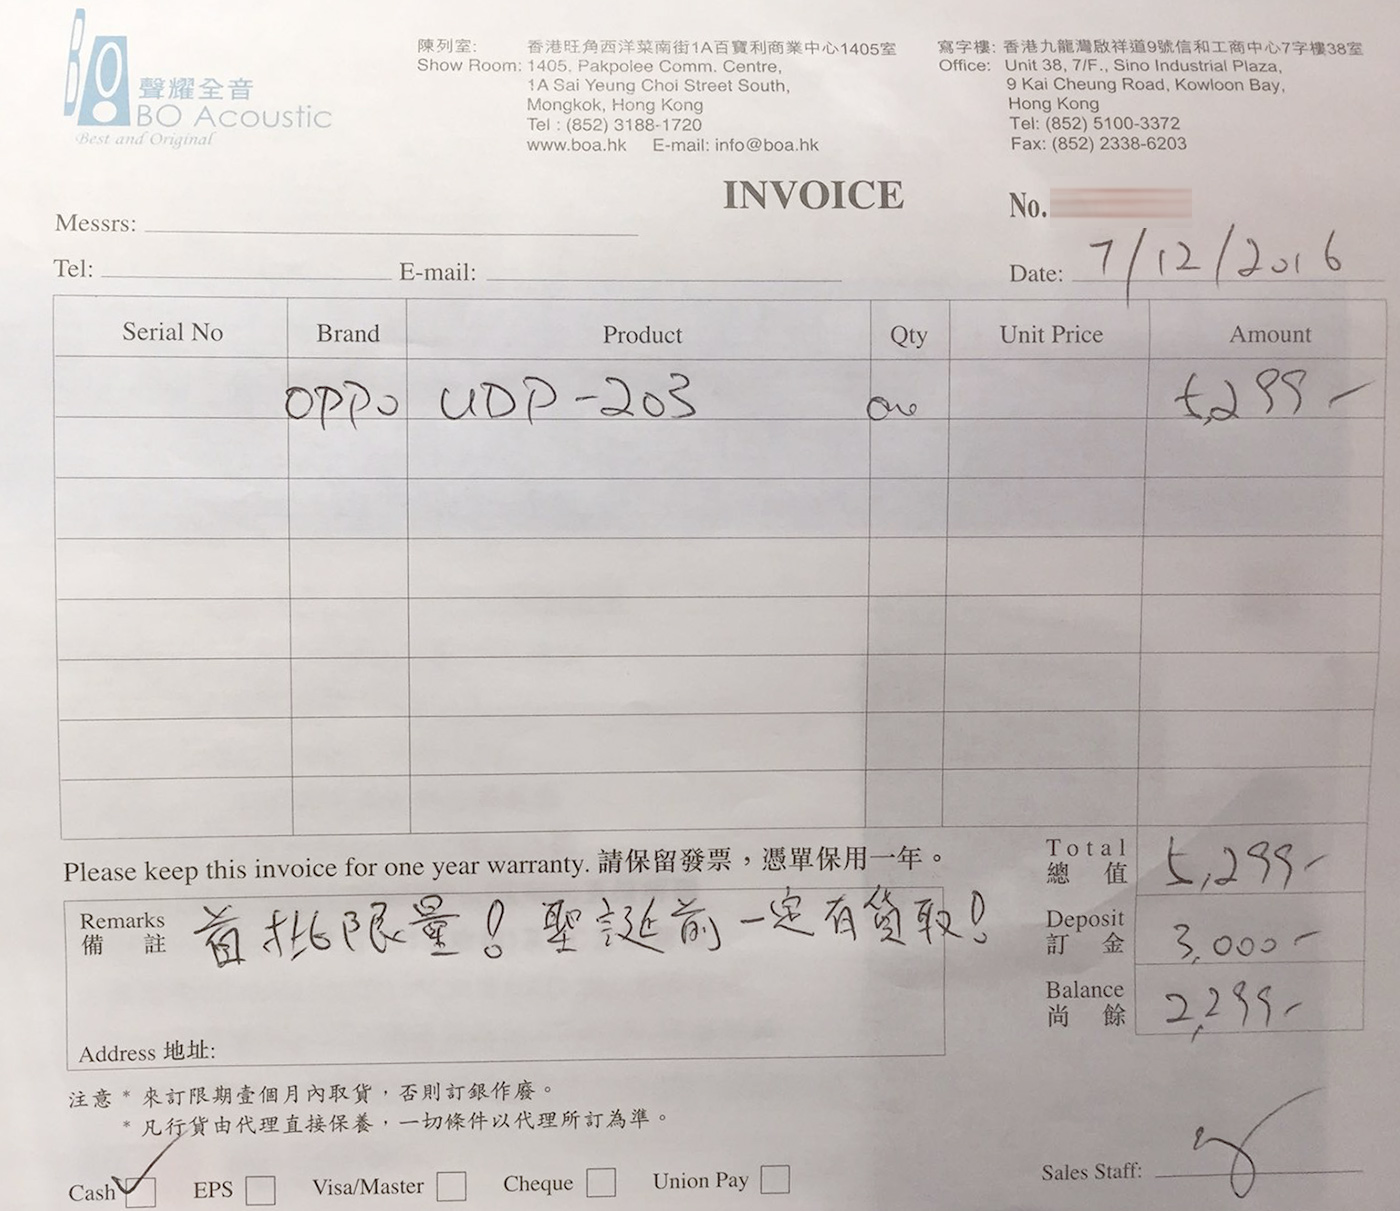 BO
聲耀全音
BO Acoustic
Best and Original
陳列室: 香港旺角西洋菜南街1A百寶利商業中心1405室
Show Room: 1405, Pakpolee Comm. Centre,
1A Sai Yeung Choi Street South,
Mongkok, Hong Kong
Tel : (852) 3188-1720
www.boa.hk E-mail: info@boa.hk
寫字樓: 香港九龍灣啟祥道9號信和工商中心7字樓38室
Office: Unit 38, 7/F., Sino Industrial Plaza,
9 Kai Cheung Road, Kowloon Bay,
Hong Kong
Tel: (852) 5100-3372
Fax: (852) 2338-6203
INVOICE
No.
Messrs:
Tel: E-mail: Date: 7/12/2016
Serial No Brand Product Qty Unit Price Amount
OPPO UDP-203 one 5,299-
Please keep this invoice for one year warranty. 請保留發票，憑單保用一年。
Total 5,299-
總值
Remarks 首批限量! 聖誕前一定有貨取!
備註
Deposit 3,000-
訂金
Balance 2,299-
尚餘
Address 地址:
注意 * 來訂限期壹個月內取貨，否則訂銀作廢。
* 凡行貨由代理直接保養，一切條件以代理所訂為準。
Cash EPS Visa/Master Cheque Union Pay
Sales Staff: